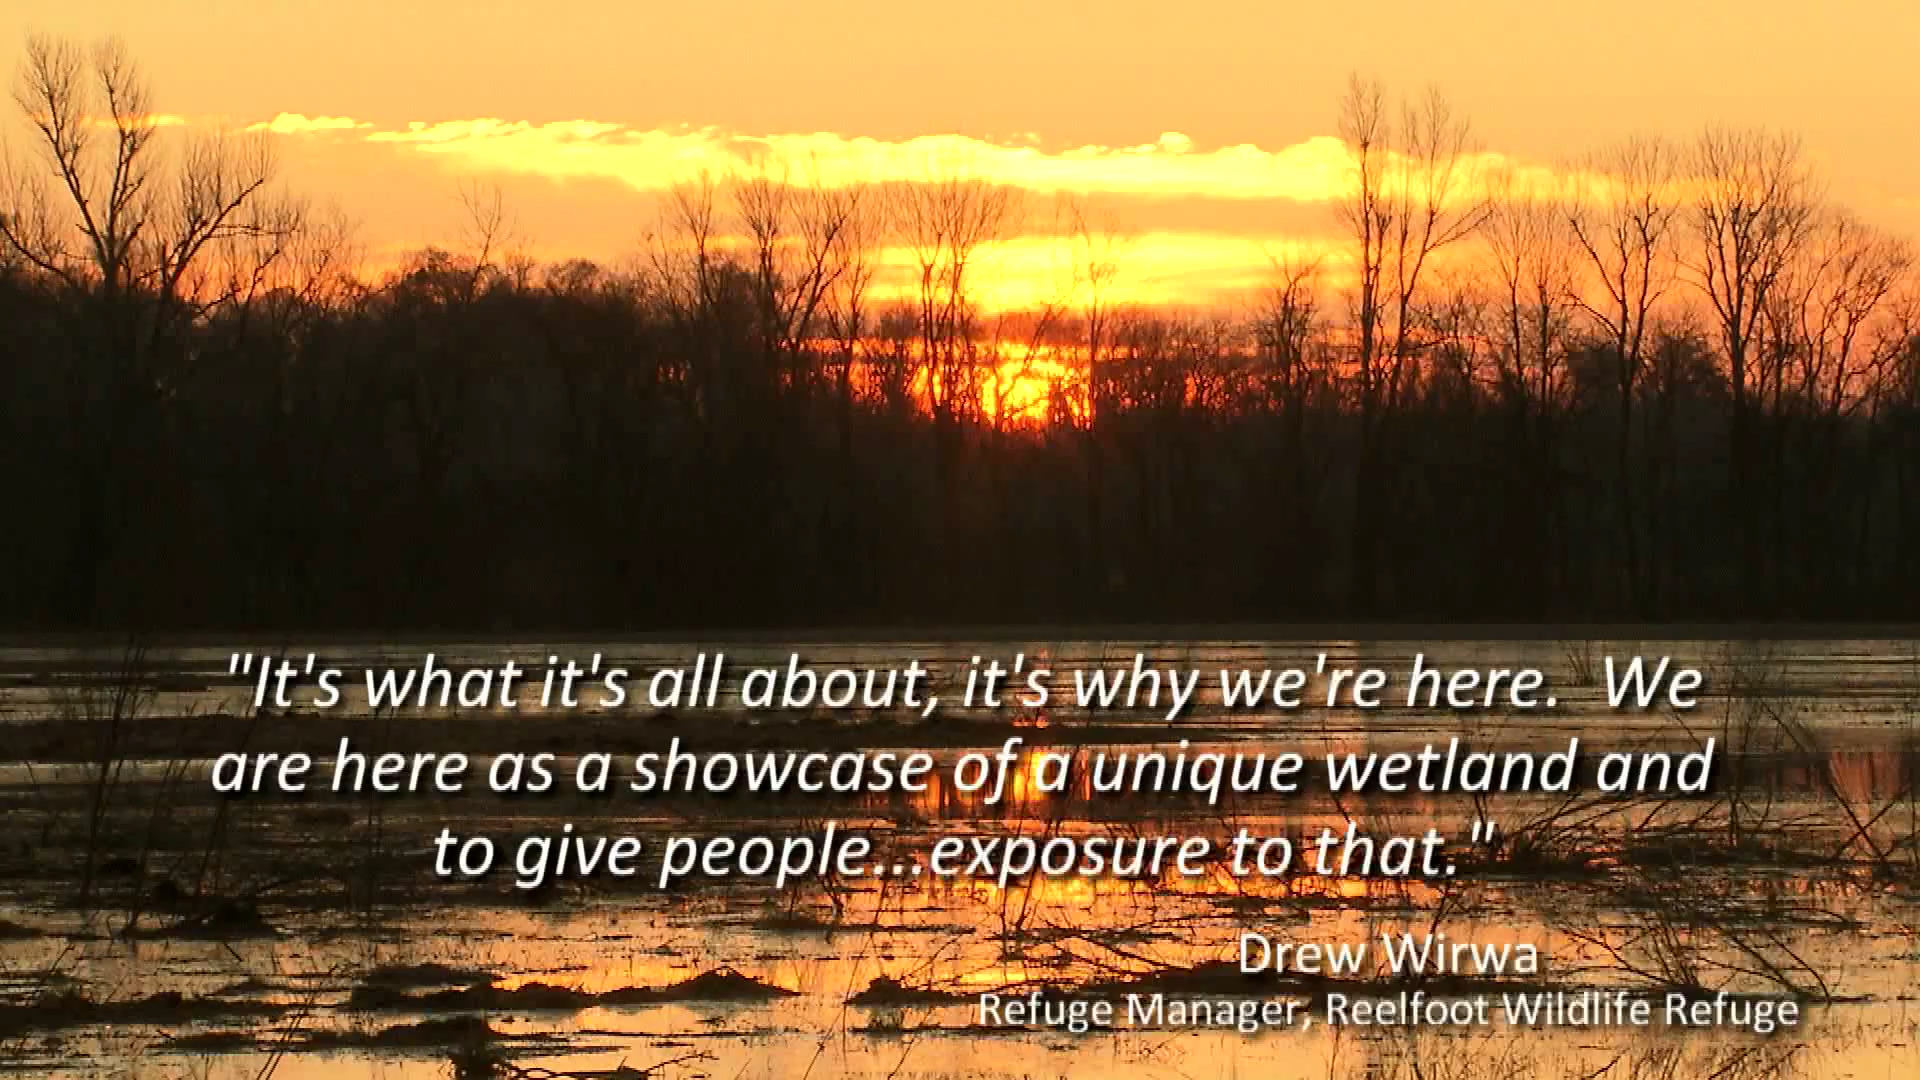 "It's what it's all about, it's why we're here.  We
are here as a showcase of a unique wetland and
to give people...exposure to that."
Drew Wirwa
Refuge Manager, Reelfoot Wildlife Refuge